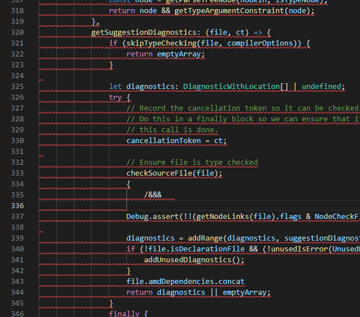 317 const node = getParseTreeNode(nodeIn, isTypeNode);
318 return node && getTypeArgumentConstraint(node);
319 },
320 getSuggestionDiagnostics: (file, ct) => {
321 if (skipTypeChecking(file, compilerOptions)) {
322 return emptyArray;
323 }
324
325 let diagnostics: DiagnosticWithLocation[] | undefined;
326 try {
327 // Record the cancellation token so it can be checked
328 // Do this in a finally block so we can ensure that it
329 // this call is done.
330 cancellationToken = ct;
331
332 // Ensure file is type checked
333 checkSourceFile(file);
334 {
335 /&&&
336
337 Debug.assert(!!(getNodeLinks(file).flags & NodeCheckF
338
339 diagnostics = addRange(diagnostics, suggestionDiagnos
340 if (!file.isDeclarationFile && (!unusedIsError(Unused
341 addUnusedDiagnostics();
342 }
343 file.amdDependencies.concat
344 return diagnostics || emptyArray;
345 }
346 finally {